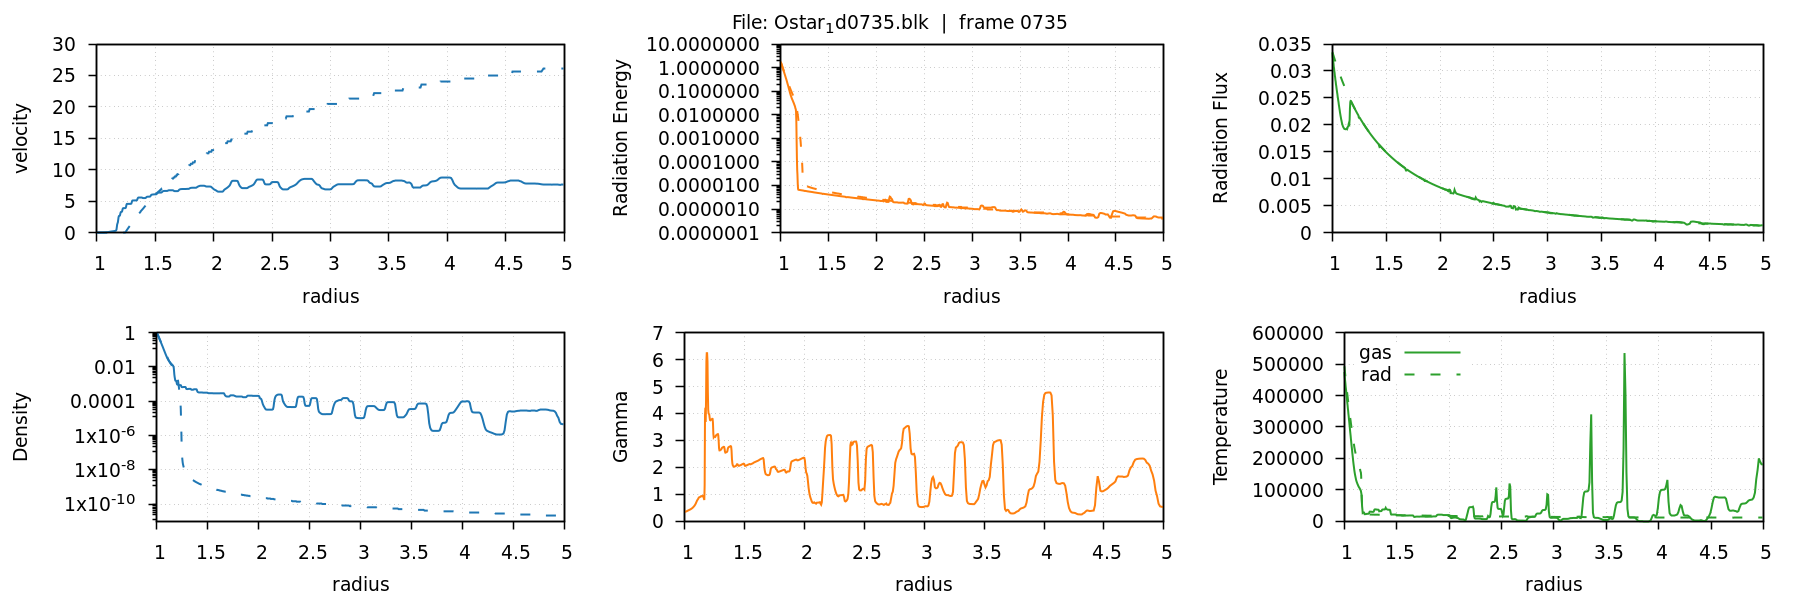 File: Ostar1d0735.blk | frame 0735
velocity
30
25
20
15
10
5
0
1 1.5 2 2.5 3 3.5 4 4.5 5
radius
Radiation Energy
10.0000000
1.0000000
0.1000000
0.0100000
0.0010000
0.0001000
0.0000100
0.0000010
0.0000001
1 1.5 2 2.5 3 3.5 4 4.5 5
radius
Radiation Flux
0.035
0.03
0.025
0.02
0.015
0.01
0.005
0
1 1.5 2 2.5 3 3.5 4 4.5 5
radius
Density
1
0.01
0.0001
1x10-6
1x10-8
1x10-10
1 1.5 2 2.5 3 3.5 4 4.5 5
radius
Gamma
7
6
5
4
3
2
1
0
1 1.5 2 2.5 3 3.5 4 4.5 5
radius
Temperature
600000
500000
400000
300000
200000
100000
0
gas
rad
1 1.5 2 2.5 3 3.5 4 4.5 5
radius